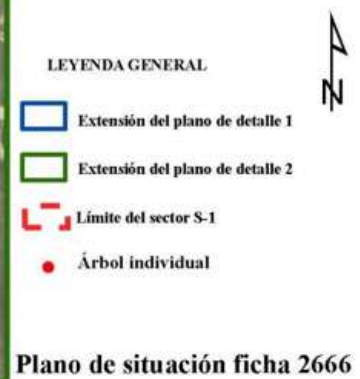 N
LEYENDA GENERAL
Extensión del plano de detalle 1
Extensión del plano de detalle 2
Límite del sector S-1
Árbol individual
Plano de situación ficha 2666